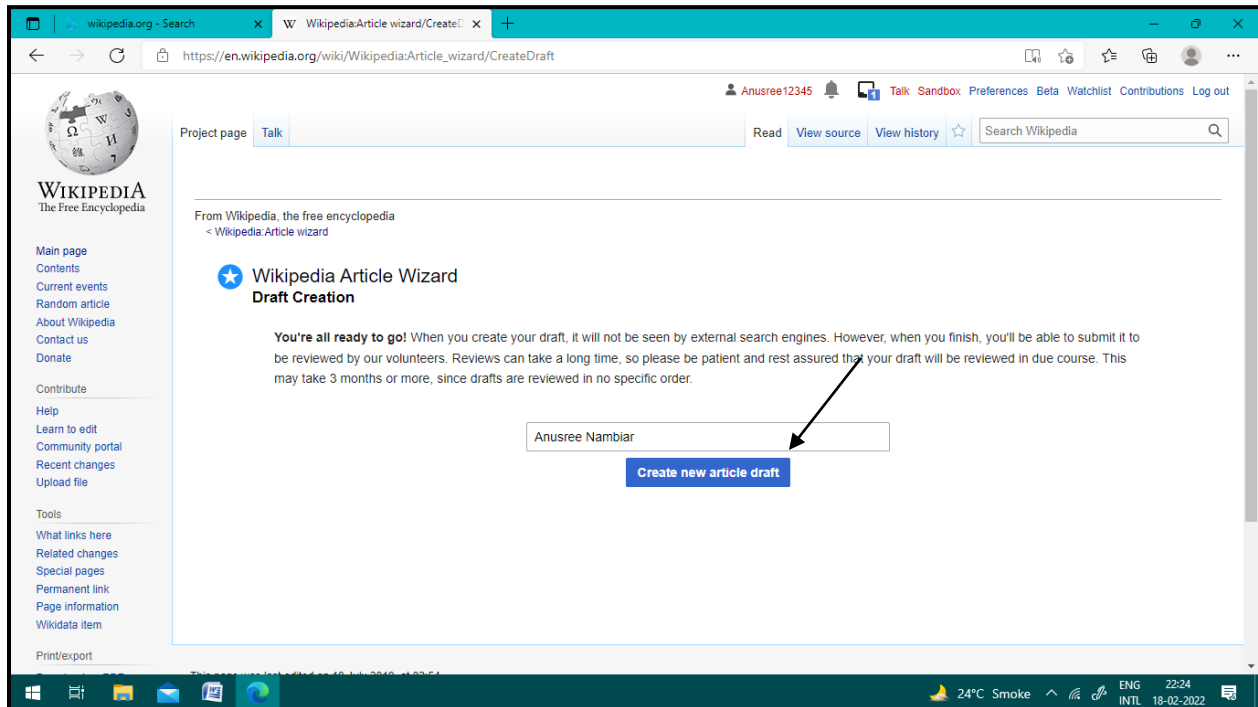 wikipedia.org - Search
W Wikipedia:Article wizard/CreateD
https://en.wikipedia.org/wiki/Wikipedia:Article_wizard/CreateDraft
Anusree12345 1 Talk Sandbox Preferences Beta Watchlist Contributions Log out
Project page Talk Read View source View history Search Wikipedia
WIKIPEDIA
The Free Encyclopedia
From Wikipedia, the free encyclopedia
< Wikipedia:Article wizard
Main page
Contents
Current events
Random article
About Wikipedia
Contact us
Donate
Contribute
Help
Learn to edit
Community portal
Recent changes
Upload file
Tools
What links here
Related changes
Special pages
Permanent link
Page information
Wikidata item
Print/export
Wikipedia Article Wizard
Draft Creation
You're all ready to go! When you create your draft, it will not be seen by external search engines. However, when you finish, you'll be able to submit it to
be reviewed by our volunteers. Reviews can take a long time, so please be patient and rest assured that your draft will be reviewed in due course. This
may take 3 months or more, since drafts are reviewed in no specific order.
Anusree Nambiar
Create new article draft
24°C Smoke
ENG
INTL
22:24
18-02-2022